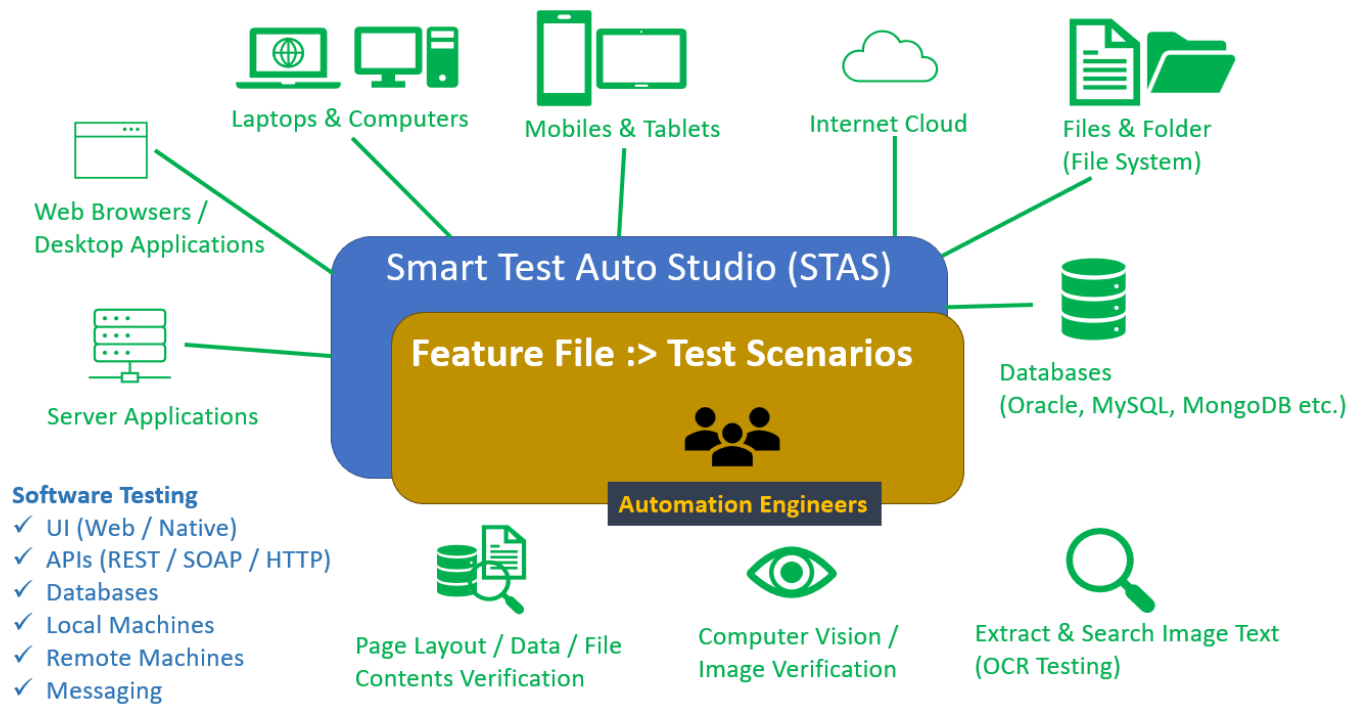 Laptops & Computers
Mobiles & Tablets
Internet Cloud
Files & Folder
(File System)
Web Browsers /
Desktop Applications
Smart Test Auto Studio (STAS)
Feature File :> Test Scenarios
Automation Engineers
Server Applications
Databases
(Oracle, MySQL, MongoDB etc.)
Software Testing
✓ UI (Web / Native)
✓ APIs (REST / SOAP / HTTP)
✓ Databases
✓ Local Machines
✓ Remote Machines
✓ Messaging
Page Layout / Data / File
Contents Verification
Computer Vision /
Image Verification
Extract & Search Image Text
(OCR Testing)